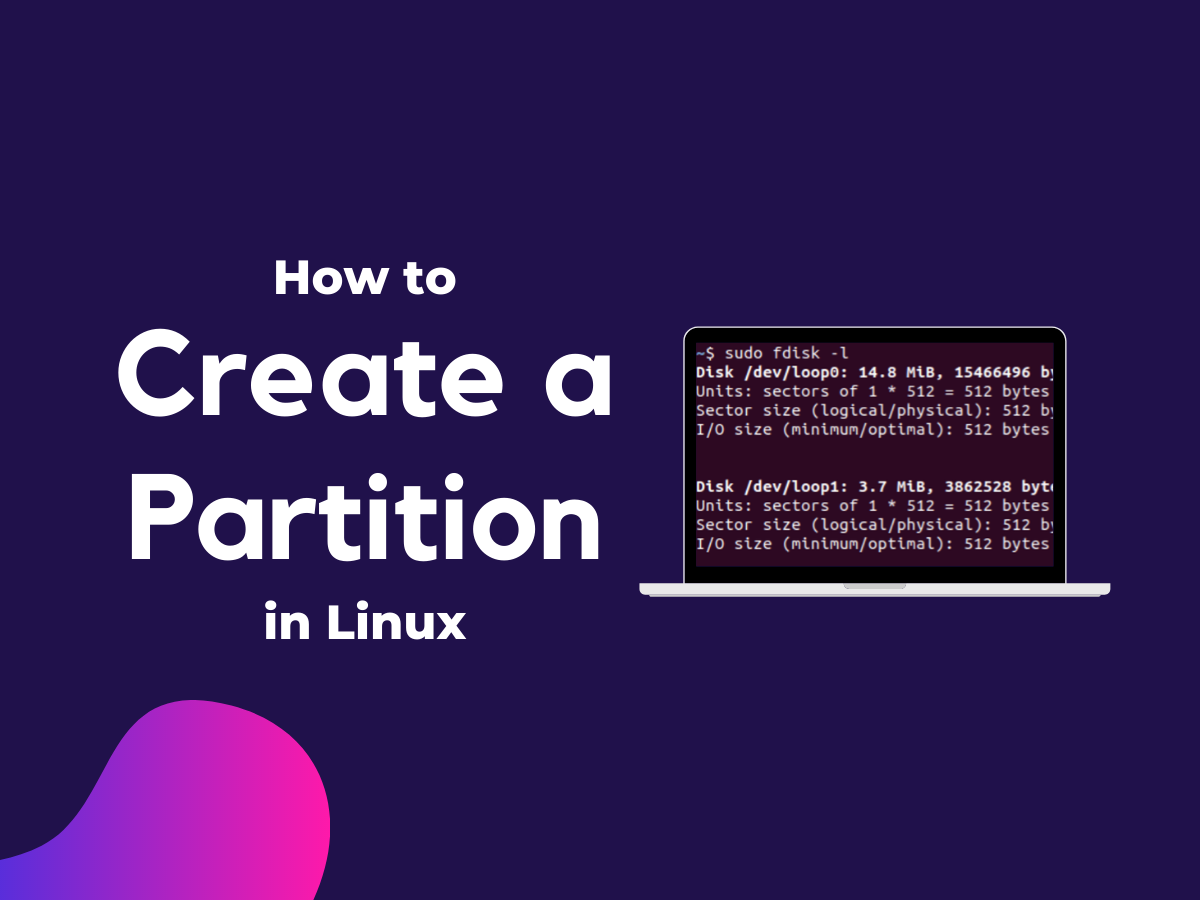 How to
Create a
Partition
in Linux
~$ sudo fdisk -l
Disk /dev/loop0: 14.8 MiB, 15466496 by
Units: sectors of 1 * 512 = 512 bytes
Sector size (logical/physical): 512 by
I/O size (minimum/optimal): 512 bytes
Disk /dev/loop1: 3.7 MiB, 3862528 byte
Units: sectors of 1 * 512 = 512 bytes
Sector size (logical/physical): 512 by
I/O size (minimum/optimal): 512 bytes